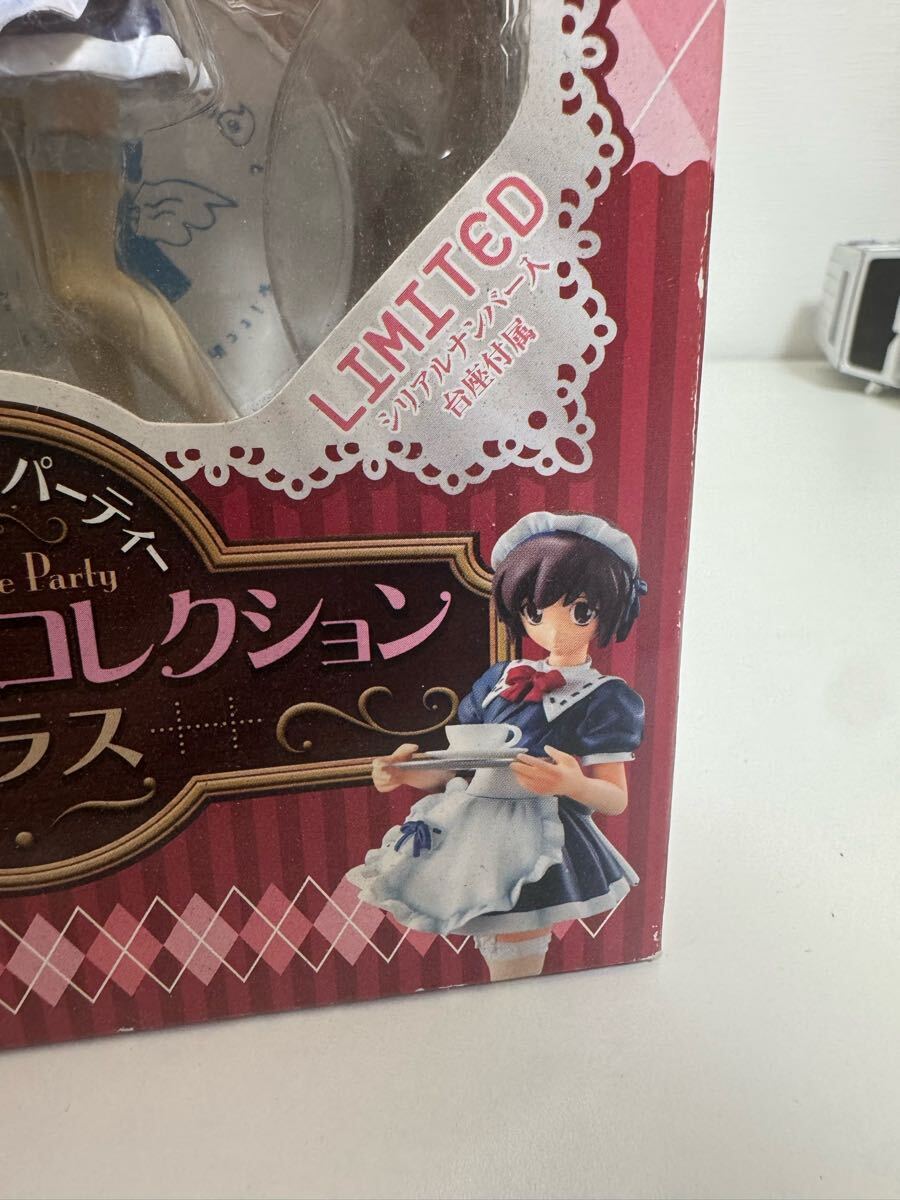 LIMITED
シリアルナンバー入
台座付属
パーティー
Party
コレクション
ラス